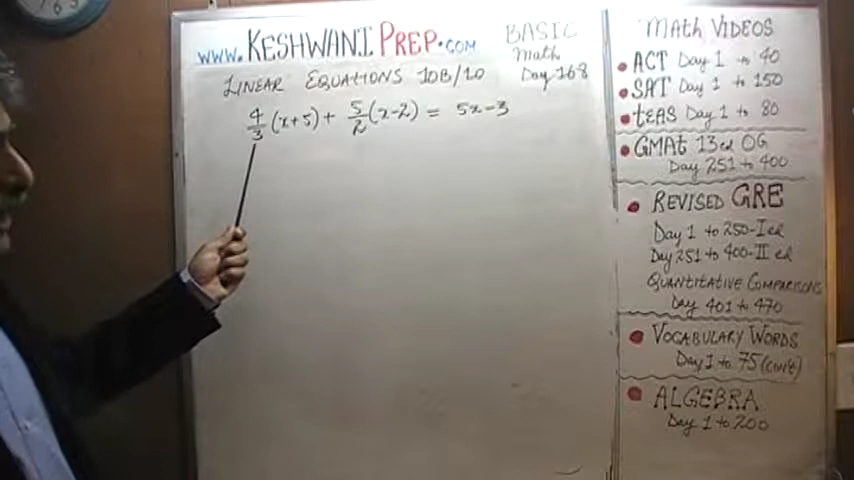 www.KESHWANI PREP.COM
BASIC
Math
Day 168
LINEAR EQUATIONS 10B/10
4/3 (x+5) + 5/2 (x-2) = 5x-3
Math VIDEOS
ACT Day 1 to 40
SAT Day 1 to 150
tEAS Day 1 to 80
GMAt 13ed OG
Day 251 to 400
REVISED GRE
Day 1 to 250-I ed
Day 251 to 400-II ed
QUANTITATIVE COMPARISONS
Day 401 to 470
VOCABULARY WORDS
Day 1 to 75 (con't)
ALGEBRA
Day 1 to 200